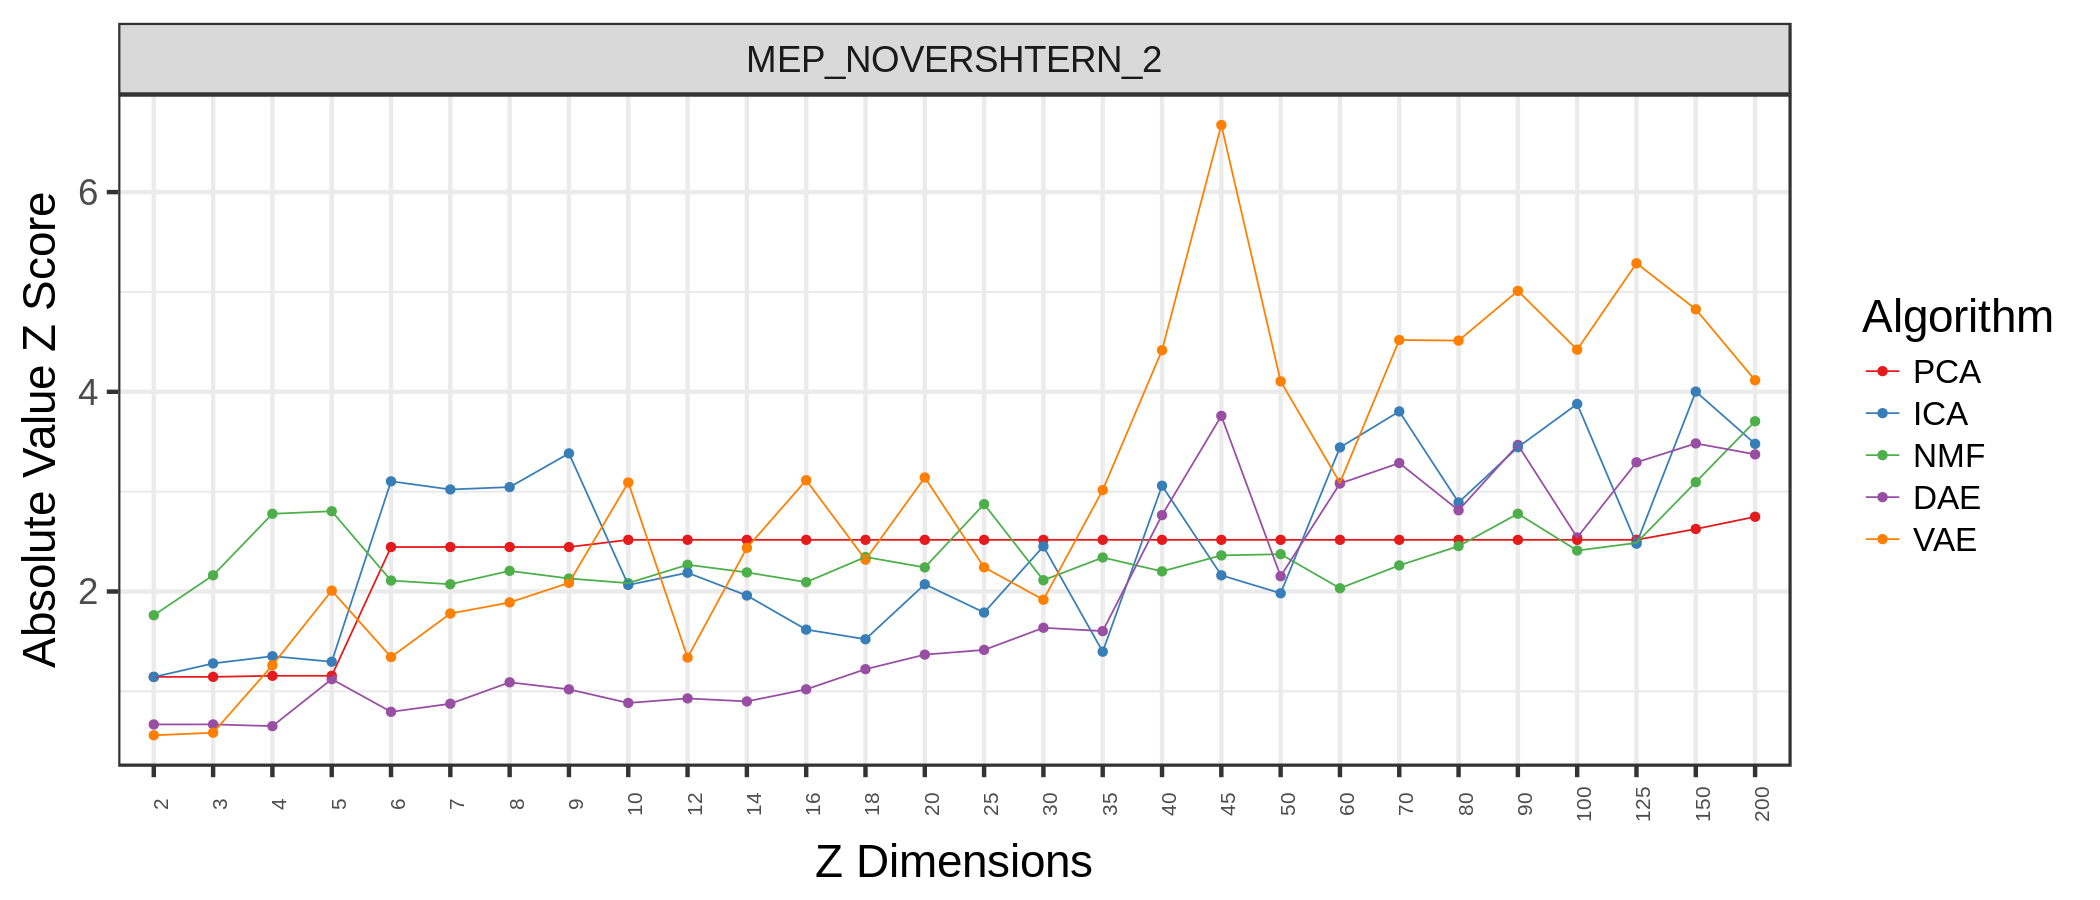 MEP_NOVERSHTERN_2
Absolute Value Z Score
6
4
2
2 3 4 5 6 7 8 9 10 12 14 16 18 20 25 30 35 40 45 50 60 70 80 90 100 125 150 200
Z Dimensions
Algorithm
PCA
ICA
NMF
DAE
VAE